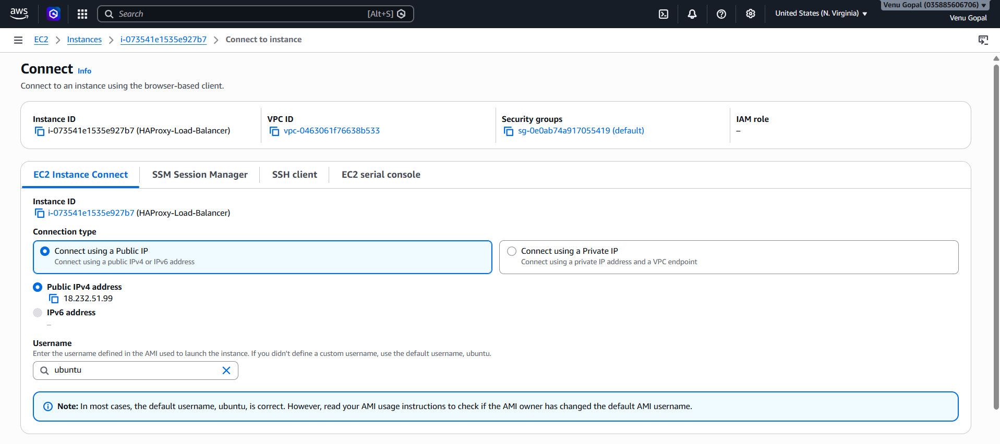 aws
Search [Alt+S]
United States (N. Virginia)
Venu Gopal (035885606706)
Venu Gopal
EC2 Instances i-073541e1535e927b7 Connect to instance
Connect Info
Connect to an instance using the browser-based client.
Instance ID
i-073541e1535e927b7 (HAProxy-Load-Balancer)
VPC ID
vpc-0463061f76638b533
Security groups
sg-0e0ab74a917055419 (default)
IAM role
–
EC2 Instance Connect SSM Session Manager SSH client EC2 serial console
Instance ID
i-073541e1535e927b7 (HAProxy-Load-Balancer)
Connection type
Connect using a Public IP
Connect using a public IPv4 or IPv6 address
Connect using a Private IP
Connect using a private IP address and a VPC endpoint
Public IPv4 address
18.232.51.99
IPv6 address
–
Username
Enter the username defined in the AMI used to launch the instance. If you didn't define a custom username, use the default username, ubuntu.
ubuntu
Note: In most cases, the default username, ubuntu, is correct. However, read your AMI usage instructions to check if the AMI owner has changed the default AMI username.